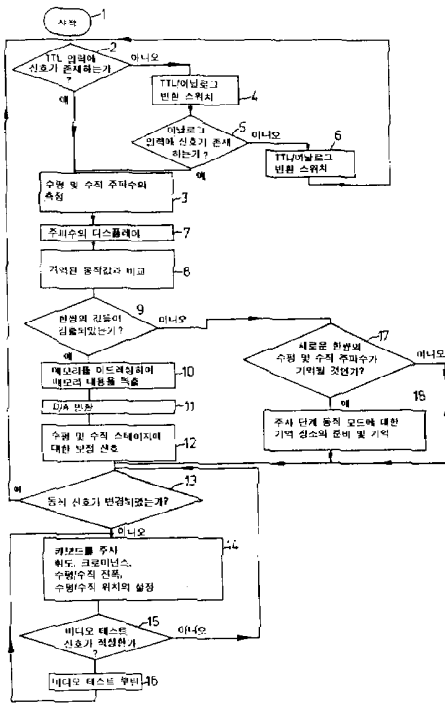 시작
1
2
TTL 입력에
신호가 존재하는가
?
아니오
예
TTL/아날로그
변환 스위치
4
5
아날로그
입력에 신호가 존재
하는가?
아니오
예
6
TTL/아날로그
변환 스위치
수평 및 수직 주파수의
측정
3
주파수의 디스플레이
7
기억된 동작값과 비교
8
한쌍의 값들이
검출되었는가?
9
아니오
예
메모리를 어드레싱하여
메모리 내용을 독출
10
D/A 변환
11
수평 및 수직 스테이지에
대한 보정 신호
12
17
새로운 한쌍의
수평 및 수직 주파수가
기억될 것인가?
아니오
예
18
주사 단계 동작 모드에 대한
기억 장소의 준비 및 기억
13
동기 신호가 변경되었는가?
예
아니오
14
키보드를 주사
휘도, 크로미넌스,
수평/수직 진폭,
수평/수직 위치의 설정
15
비디오 테스트
신호가 적정한가
?
아니오
예
비디오 테스트 루틴
16